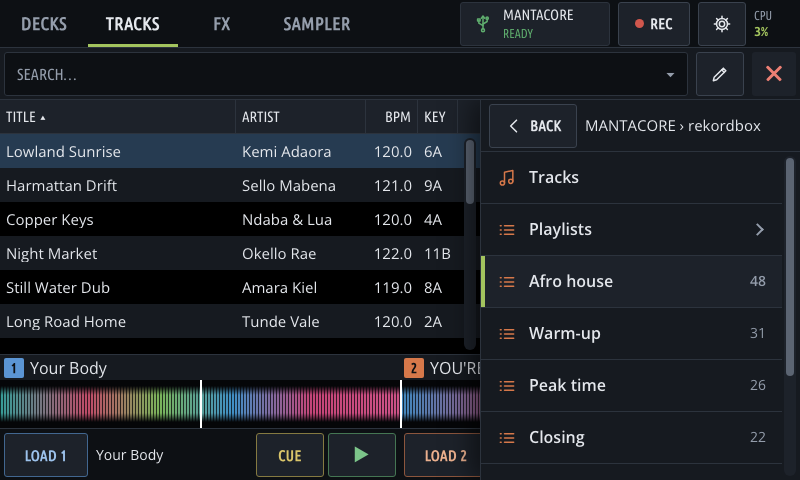 DECKS TRACKS FX SAMPLER MANTACORE READY REC CPU 3%
SEARCH...
TITLE ARTIST BPM KEY
Lowland Sunrise Kemi Adaora 120.0 6A
Harmattan Drift Sello Mabena 121.0 9A
Copper Keys Ndaba & Lua 120.0 4A
Night Market Okello Rae 122.0 11B
Still Water Dub Amara Kiel 119.0 8A
Long Road Home Tunde Vale 120.0 2A
BACK MANTACORE › rekordbox
Tracks
Playlists
Afro house 48
Warm-up 31
Peak time 26
Closing 22
1 Your Body 2 YOU'RE
LOAD 1 Your Body CUE LOAD 2